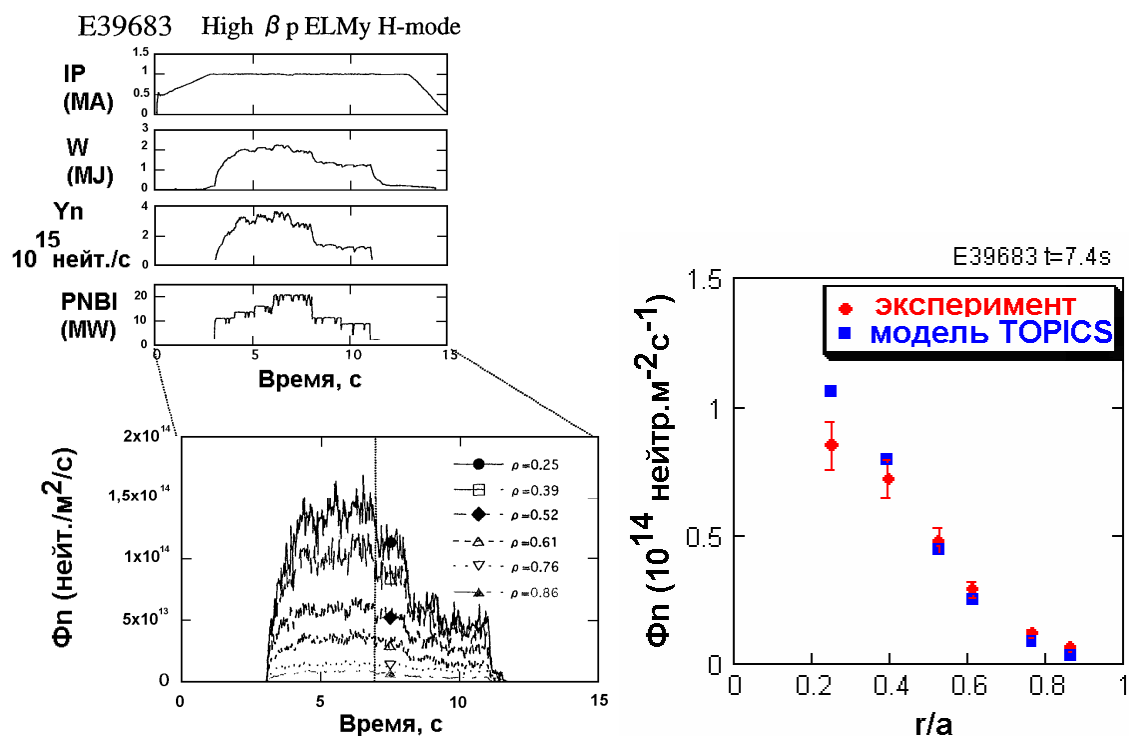 E39683 High βp ELMy H-mode
IP
(MA)
1.5
1
0.5
0
W
(MJ)
3
2
1
0
Yn
10^15 нейт./с
4
2
0
PNBI
(MW)
20
10
0
0 5 10 15
Время, с
Φn (нейт./м^2/с)
2x10^14
1,5x10^14
1x10^14
5x10^13
0
ρ=0.25
ρ=0.39
ρ=0.52
ρ=0.61
ρ=0.76
ρ=0.86
0 5 10 15
Время, с
E39683 t=7.4s
эксперимент
модель TOPICS
Φn (10^14 нейтр.м^-2с^-1)
1.5
1
0.5
0
0 0.2 0.4 0.6 0.8 1
r/a